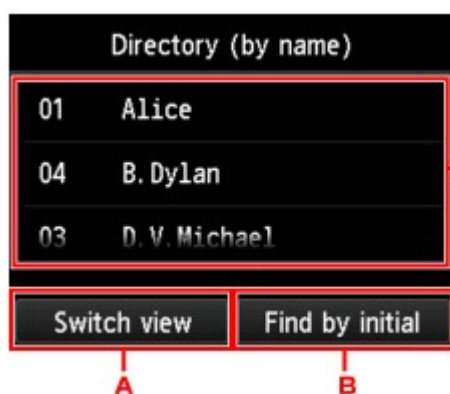 Directory (by name)
01 Alice
04 B.Dylan
03 D.V.Michael
Switch view Find by initial
A B